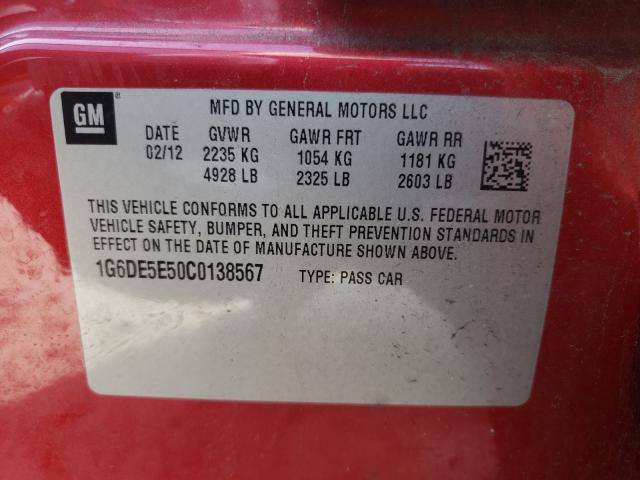 GM
MFD BY GENERAL MOTORS LLC
DATE GVWR GAWR FRT GAWR RR
02/12 2235 KG 1054 KG 1181 KG
4928 LB 2325 LB 2603 LB
THIS VEHICLE CONFORMS TO ALL APPLICABLE U.S. FEDERAL MOTOR
VEHICLE SAFETY, BUMPER, AND THEFT PREVENTION STANDARDS IN
EFFECT ON THE DATE OF MANUFACTURE SHOWN ABOVE.
1G6DE5E50C0138567 TYPE: PASS CAR